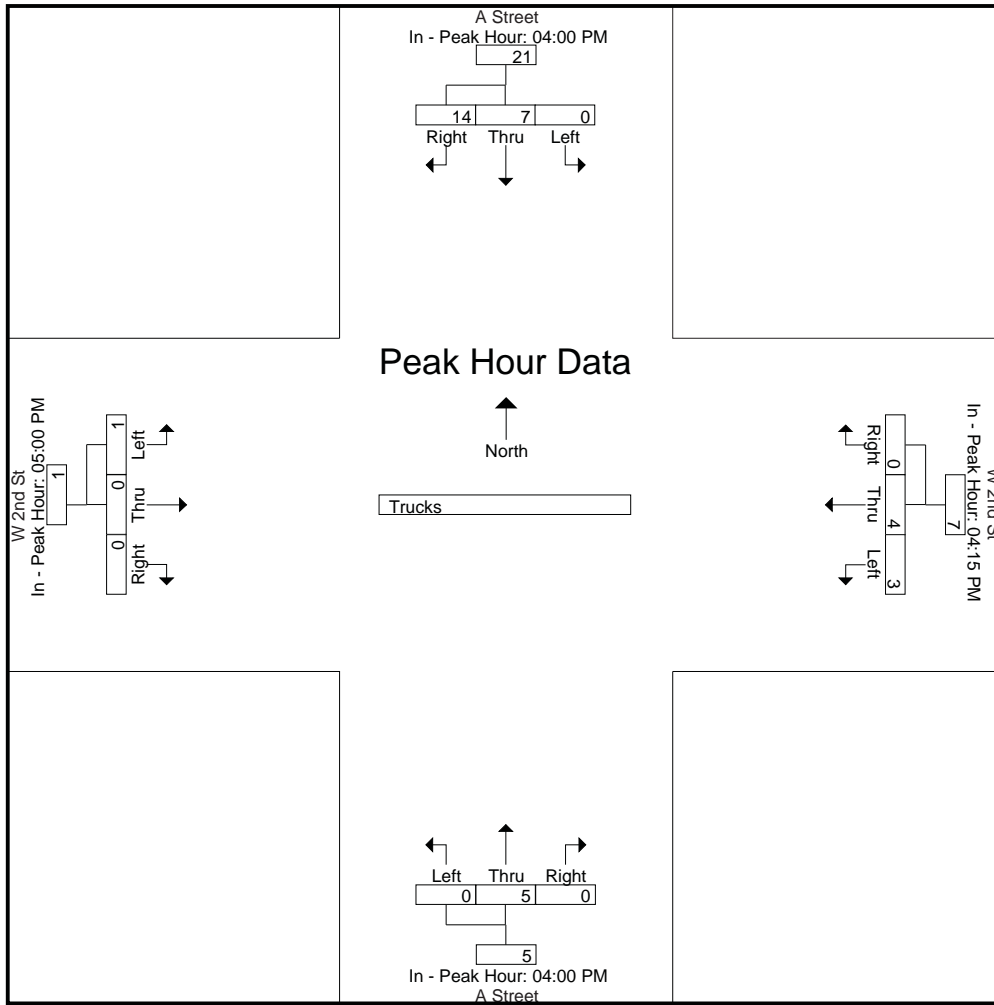 A Street
In - Peak Hour: 04:00 PM
21
14 7 0
Right Thru Left
Peak Hour Data
North
Trucks
W 2nd St
In - Peak Hour: 05:00 PM
1
1 0 0
Left Thru Right
W 2nd St
In - Peak Hour: 04:15 PM
7
0 4 3
Right Thru Left
Left Thru Right
0 5 0
5
In - Peak Hour: 04:00 PM
A Street